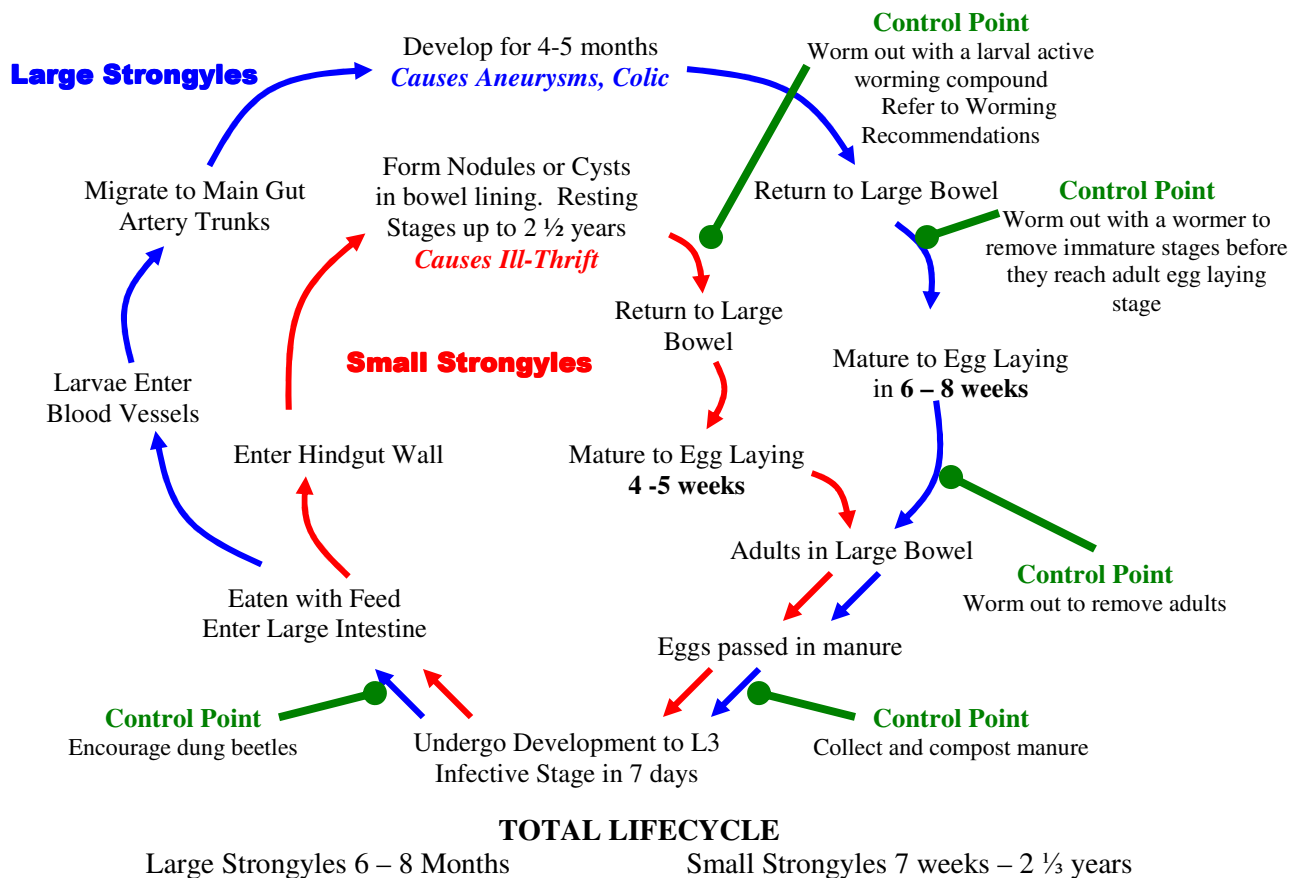 Control Point
Worm out with a larval active
worming compound
Refer to Worming
Recommendations
Develop for 4-5 months
Causes Aneurysms, Colic
Large Strongyles
Form Nodules or Cysts
in bowel lining.  Resting
Stages up to 2 ½ years
Causes Ill-Thrift
Migrate to Main Gut
Artery Trunks
Return to Large Bowel
Control Point
Worm out with a wormer to
remove immature stages before
they reach adult egg laying
stage
Return to Large
Bowel
Small Strongyles
Mature to Egg Laying
in 6 – 8 weeks
Larvae Enter
Blood Vessels
Enter Hindgut Wall
Mature to Egg Laying
4 -5 weeks
Adults in Large Bowel
Control Point
Worm out to remove adults
Eaten with Feed
Enter Large Intestine
Eggs passed in manure
Control Point
Encourage dung beetles
Undergo Development to L3
Infective Stage in 7 days
Control Point
Collect and compost manure
TOTAL LIFECYCLE
Large Strongyles 6 – 8 Months
Small Strongyles 7 weeks – 2 ⅓ years